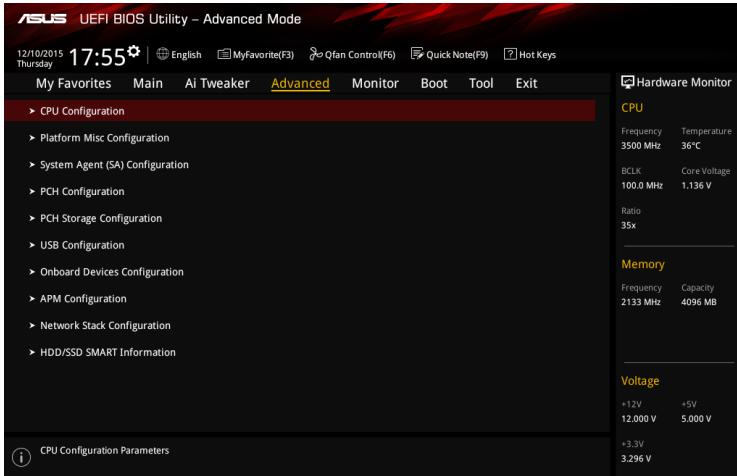 ASUS UEFI BIOS Utility – Advanced Mode
12/10/2015 Thursday 17:55 English MyFavorite(F3) Qfan Control(F6) Quick Note(F9) ? Hot Keys
My Favorites Main Ai Tweaker Advanced Monitor Boot Tool Exit
> CPU Configuration
> Platform Misc Configuration
> System Agent (SA) Configuration
> PCH Configuration
> PCH Storage Configuration
> USB Configuration
> Onboard Devices Configuration
> APM Configuration
> Network Stack Configuration
> HDD/SSD SMART Information
i CPU Configuration Parameters
Hardware Monitor
CPU
Frequency Temperature
3500 MHz 36°C
BCLK Core Voltage
100.0 MHz 1.136 V
Ratio
35x
Memory
Frequency Capacity
2133 MHz 4096 MB
Voltage
+12V +5V
12.000 V 5.000 V
+3.3V
3.296 V